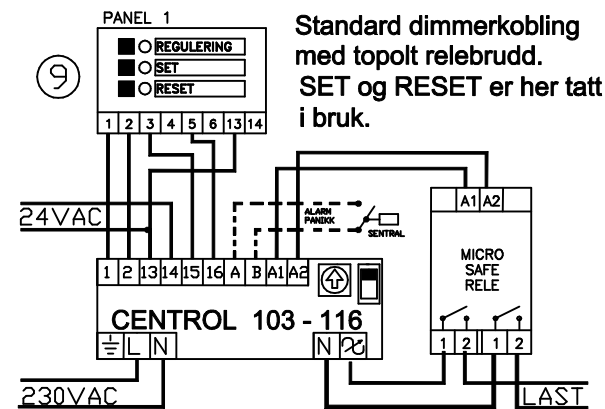 PANEL 1
Standard dimmerkobling
med topolt relebrudd.
SET og RESET er her tatt
i bruk.
9
REGULERING
SET
RESET
1 2 3 4 5 6 13 14
24VAC
ALARM
PANIKK
SENTRAL
A1 A2
MICRO
SAFE
RELE
1 2 1 2
1 2 13 14 15 16 A B A1 A2
CENTROL 103 - 116
L N N
230VAC
LAST